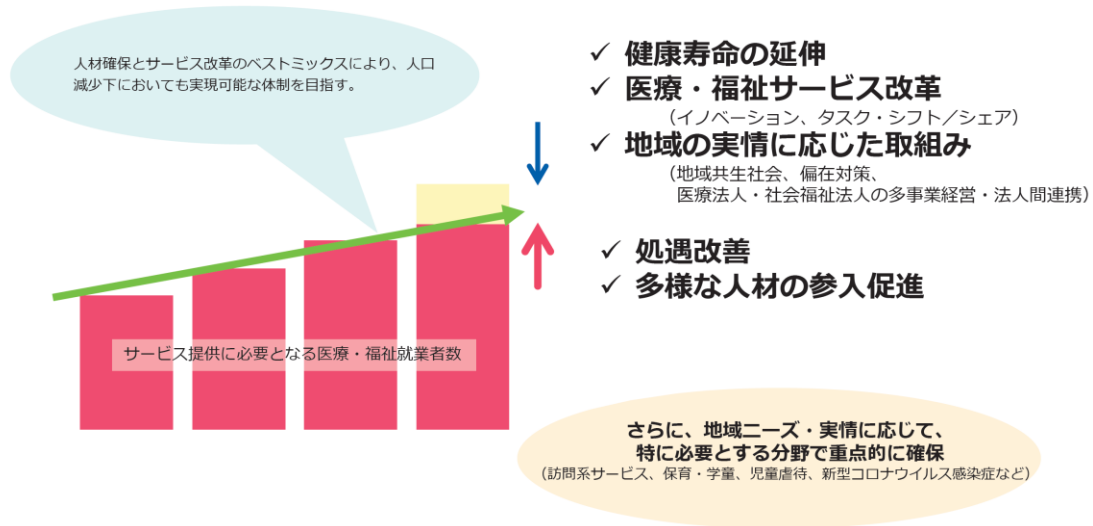 人材確保とサービス改革のベストミックスにより、人口
減少下においても実現可能な体制を目指す。
✓ 健康寿命の延伸
✓ 医療・福祉サービス改革
（イノベーション、タスク・シフト／シェア）
✓ 地域の実情に応じた取組み
（地域共生社会、偏在対策、
医療法人・社会福祉法人の多事業経営・法人間連携）
✓ 処遇改善
✓ 多様な人材の参入促進
サービス提供に必要となる医療・福祉就業者数
さらに、地域ニーズ・実情に応じて、
特に必要とする分野で重点的に確保
（訪問系サービス、保育・学童、児童虐待、新型コロナウイルス感染症など）